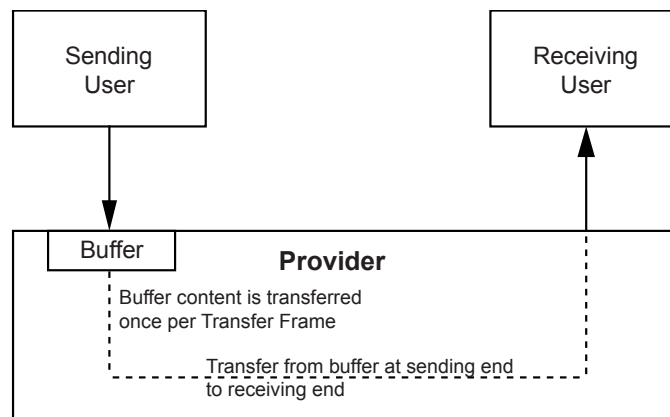 Sending
User
Receiving
User
Buffer
Provider
Buffer content is transferred
once per Transfer Frame
Transfer from buffer at sending end
to receiving end